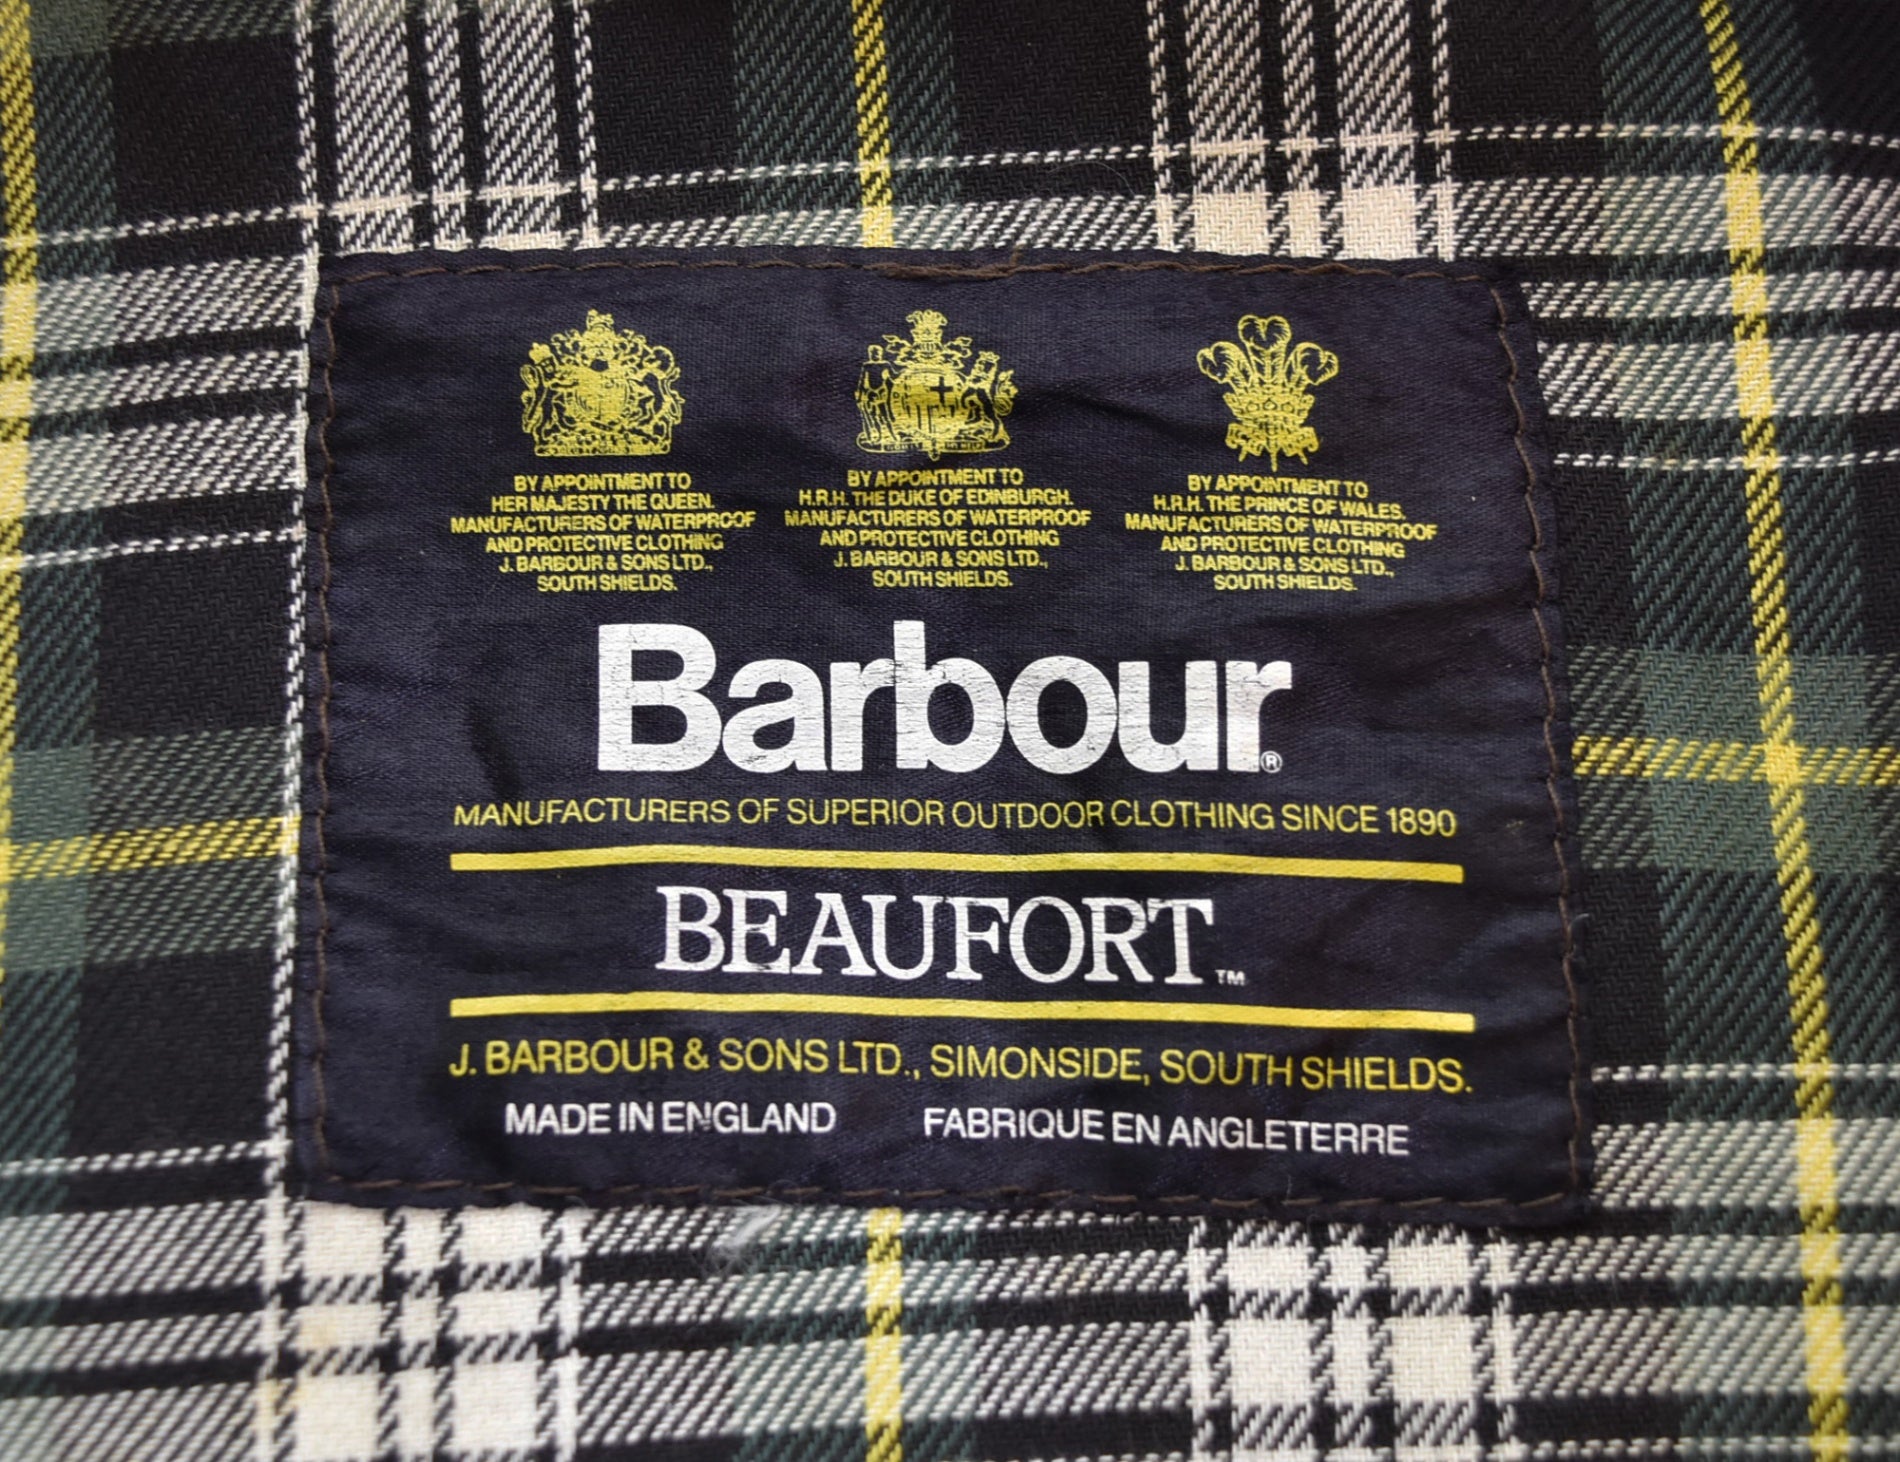 BY APPOINTMENT TO
HER MAJESTY THE QUEEN.
MANUFACTURERS OF WATERPROOF
AND PROTECTIVE CLOTHING
J. BARBOUR & SONS LTD.,
SOUTH SHIELDS.
BY APPOINTMENT TO
H.R.H. THE DUKE OF EDINBURGH.
MANUFACTURERS OF WATERPROOF
AND PROTECTIVE CLOTHING
J. BARBOUR & SONS LTD.,
SOUTH SHIELDS.
BY APPOINTMENT TO
H.R.H. THE PRINCE OF WALES.
MANUFACTURERS OF WATERPROOF
AND PROTECTIVE CLOTHING
J. BARBOUR & SONS LTD.,
SOUTH SHIELDS.
Barbour®
MANUFACTURERS OF SUPERIOR OUTDOOR CLOTHING SINCE 1890
BEAUFORT™
J. BARBOUR & SONS LTD., SIMONSIDE, SOUTH SHIELDS.
MADE IN ENGLAND FABRIQUE EN ANGLETERRE